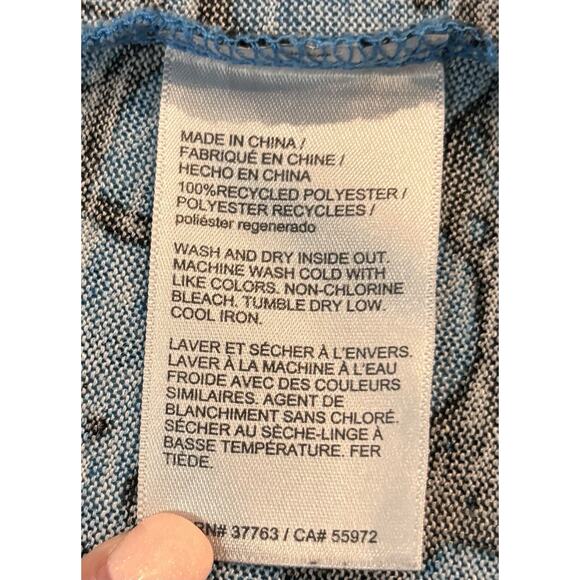 MADE IN CHINA /
FABRIQUÉ EN CHINE /
HECHO EN CHINA
100%RECYCLED POLYESTER /
POLYESTER RECYCLEES /
poliéster regenerado
WASH AND DRY INSIDE OUT.
MACHINE WASH COLD WITH
LIKE COLORS. NON-CHLORINE
BLEACH. TUMBLE DRY LOW.
COOL IRON.
LAVER ET SÉCHER À L'ENVERS.
LAVER À LA MACHINE À L'EAU
FROIDE AVEC DES COULEURS
SIMILAIRES. AGENT DE
BLANCHIMENT SANS CHLORÉ.
SÉCHER AU SÈCHE-LINGE À
BASSE TEMPÉRATURE. FER
TIÈDE.
RN# 37763 / CA# 55972